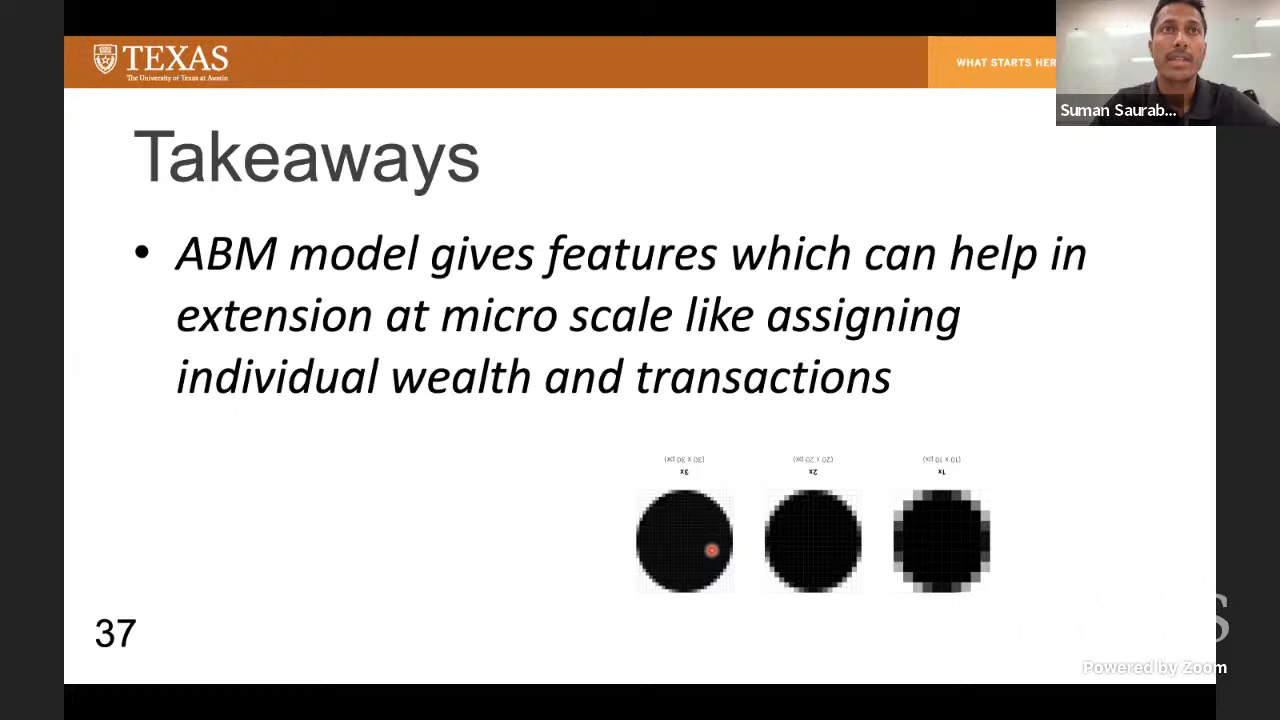 TEXAS
The University of Texas at Austin
WHAT STARTS HER
Suman Saurab...
Takeaways
• ABM model gives features which can help in
extension at micro scale like assigning
individual wealth and transactions
(30 x 30 px)
(20 x 20 px)
(10 x 10 px)
3x
2x
1x
37
S
Powered by Zoom